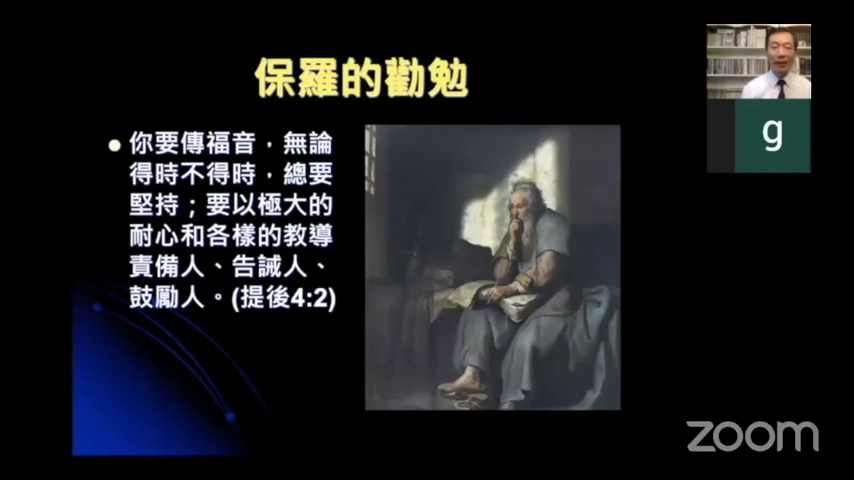 保羅的勸勉
你要傳福音，無論
得時不得時，總要
堅持；要以極大的
耐心和各樣的教導
責備人、告誡人、
鼓勵人。(提後4:2)
g
zoom